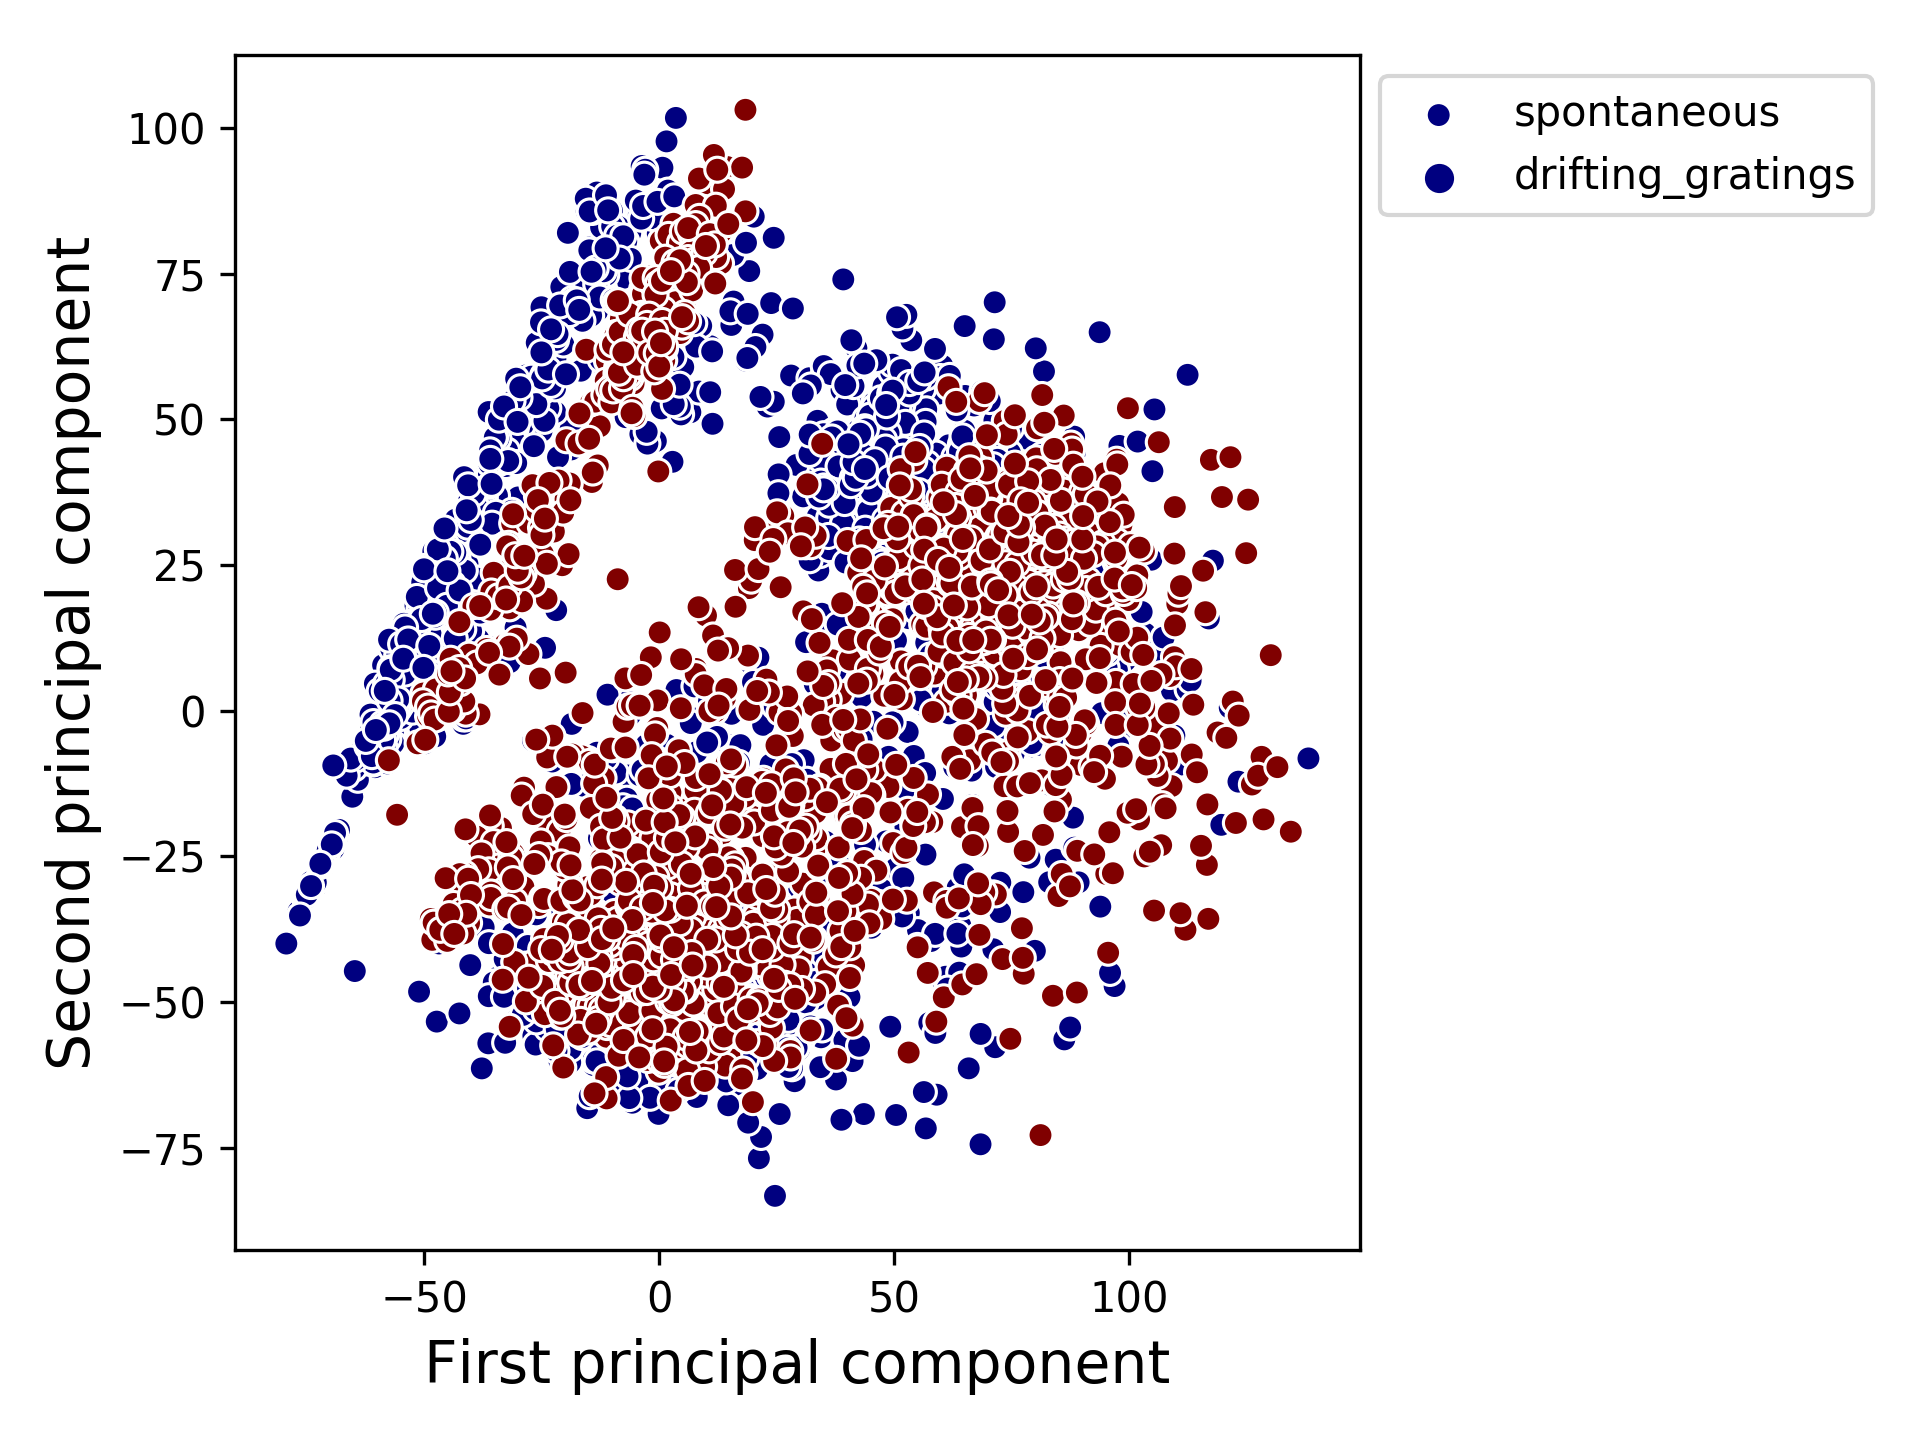 spontaneous
drifting_gratings
100
75
50
25
0
−25
−50
−75
Second principal component
−50 0 50 100
First principal component